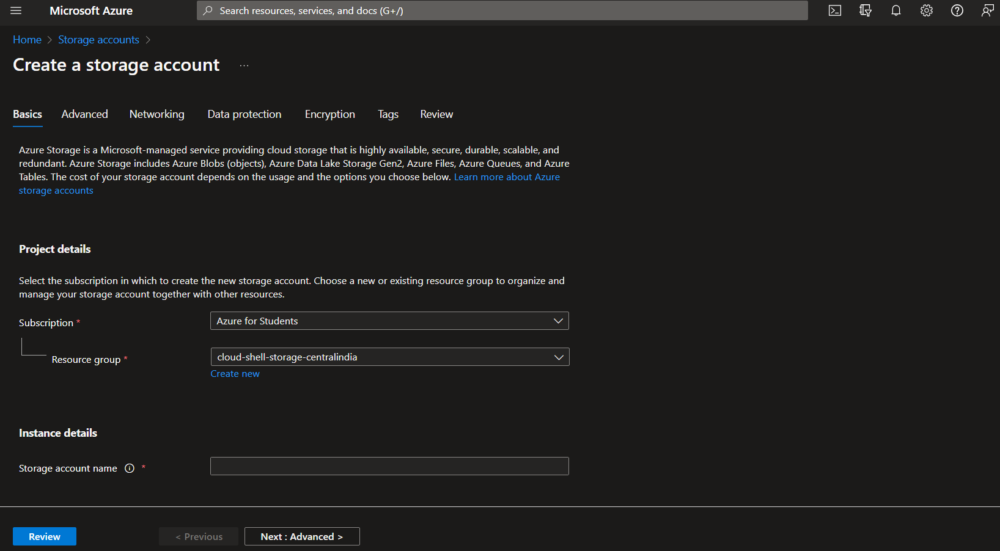 Microsoft Azure
Search resources, services, and docs (G+/)
Home > Storage accounts >
Create a storage account ...
Basics Advanced Networking Data protection Encryption Tags Review
Azure Storage is a Microsoft-managed service providing cloud storage that is highly available, secure, durable, scalable, and
redundant. Azure Storage includes Azure Blobs (objects), Azure Data Lake Storage Gen2, Azure Files, Azure Queues, and Azure
Tables. The cost of your storage account depends on the usage and the options you choose below. Learn more about Azure
storage accounts
Project details
Select the subscription in which to create the new storage account. Choose a new or existing resource group to organize and
manage your storage account together with other resources.
Subscription * Azure for Students
Resource group * cloud-shell-storage-centralindia
Create new
Instance details
Storage account name *
Review < Previous Next : Advanced >